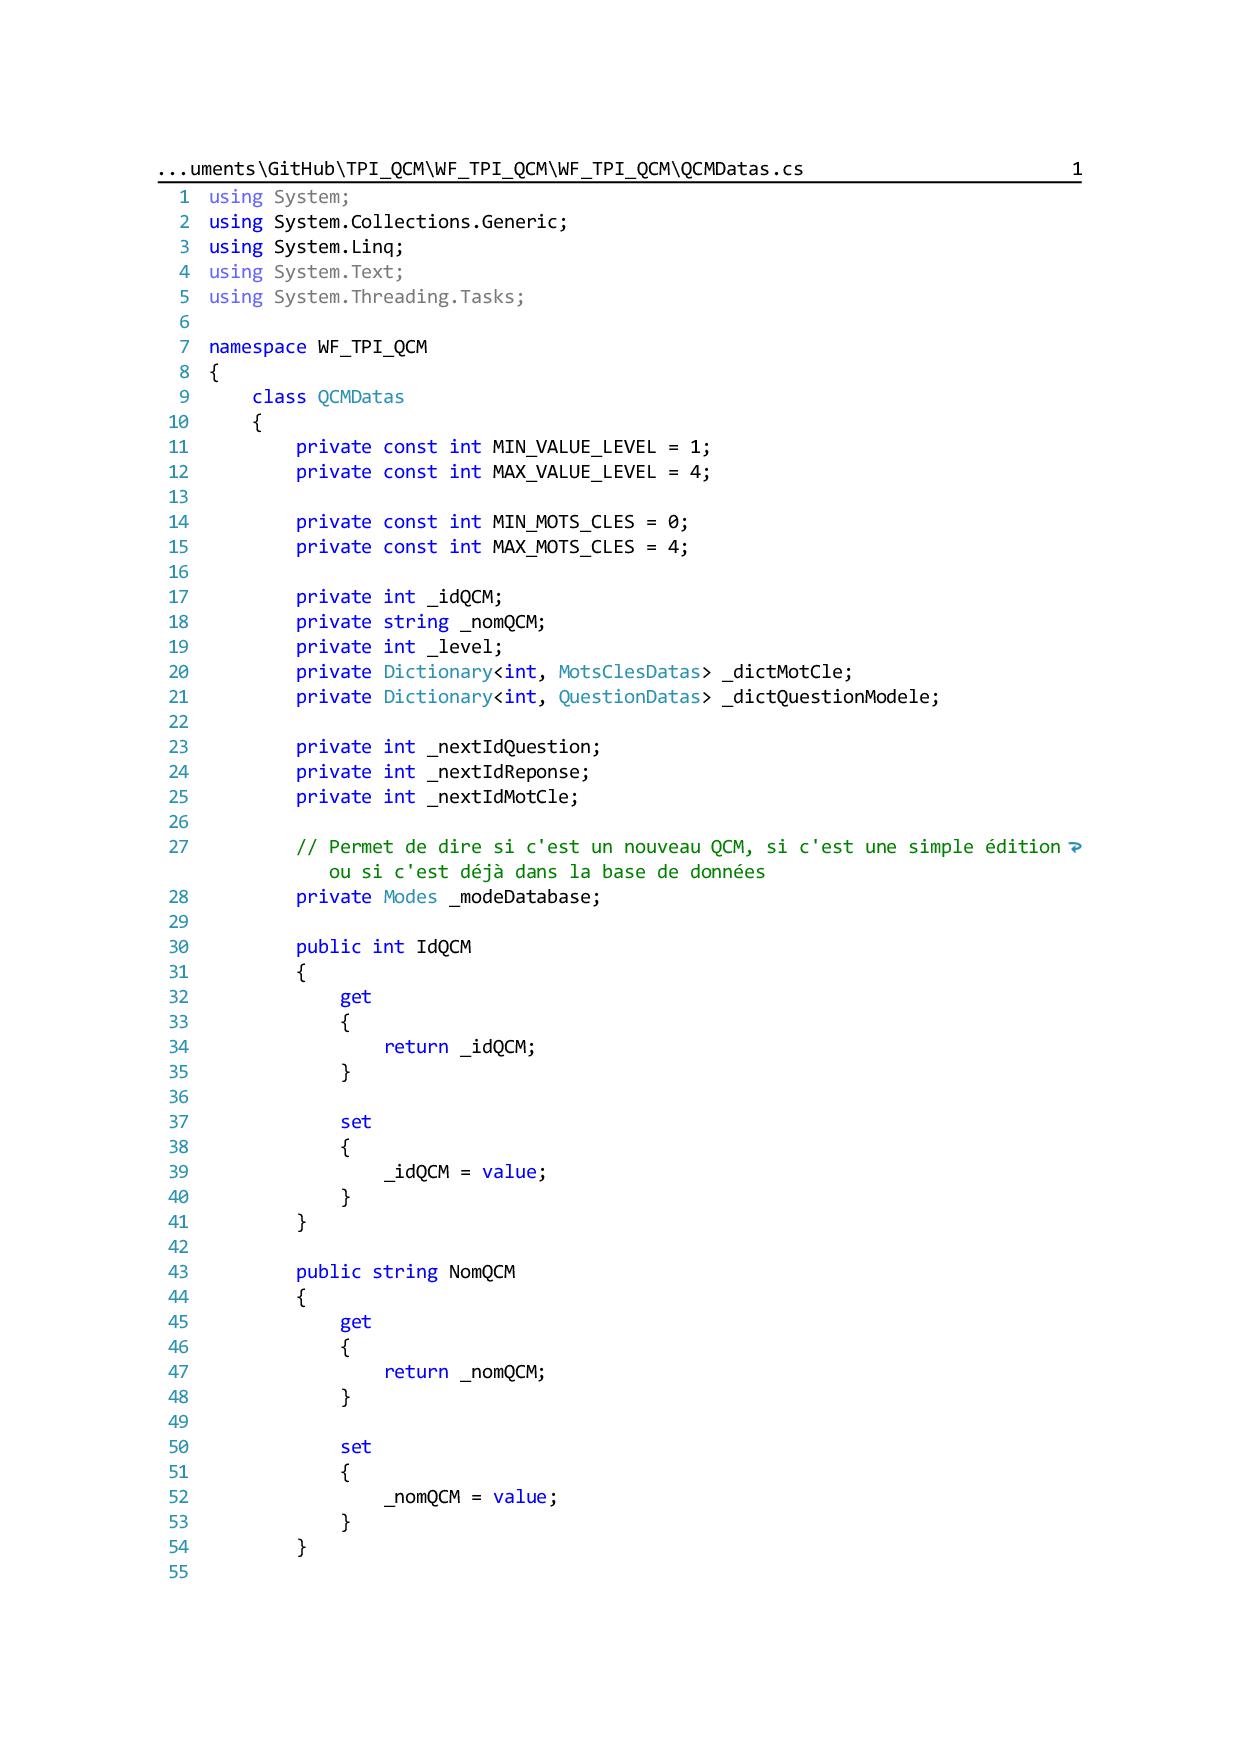 ...uments\GitHub\TPI_QCM\WF_TPI_QCM\WF_TPI_QCM\QCMDatas.cs 1
1 using System;
2 using System.Collections.Generic;
3 using System.Linq;
4 using System.Text;
5 using System.Threading.Tasks;
6
7 namespace WF_TPI_QCM
8 {
9     class QCMDatas
10     {
11         private const int MIN_VALUE_LEVEL = 1;
12         private const int MAX_VALUE_LEVEL = 4;
13
14         private const int MIN_MOTS_CLES = 0;
15         private const int MAX_MOTS_CLES = 4;
16
17         private int _idQCM;
18         private string _nomQCM;
19         private int _level;
20         private Dictionary<int, MotsClesDatas> _dictMotCle;
21         private Dictionary<int, QuestionDatas> _dictQuestionModele;
22
23         private int _nextIdQuestion;
24         private int _nextIdReponse;
25         private int _nextIdMotCle;
26
27         // Permet de dire si c'est un nouveau QCM, si c'est une simple édition
ou si c'est déjà dans la base de données
28         private Modes _modeDatabase;
29
30         public int IdQCM
31         {
32             get
33             {
34                 return _idQCM;
35             }
36
37             set
38             {
39                 _idQCM = value;
40             }
41         }
42
43         public string NomQCM
44         {
45             get
46             {
47                 return _nomQCM;
48             }
49
50             set
51             {
52                 _nomQCM = value;
53             }
54         }
55